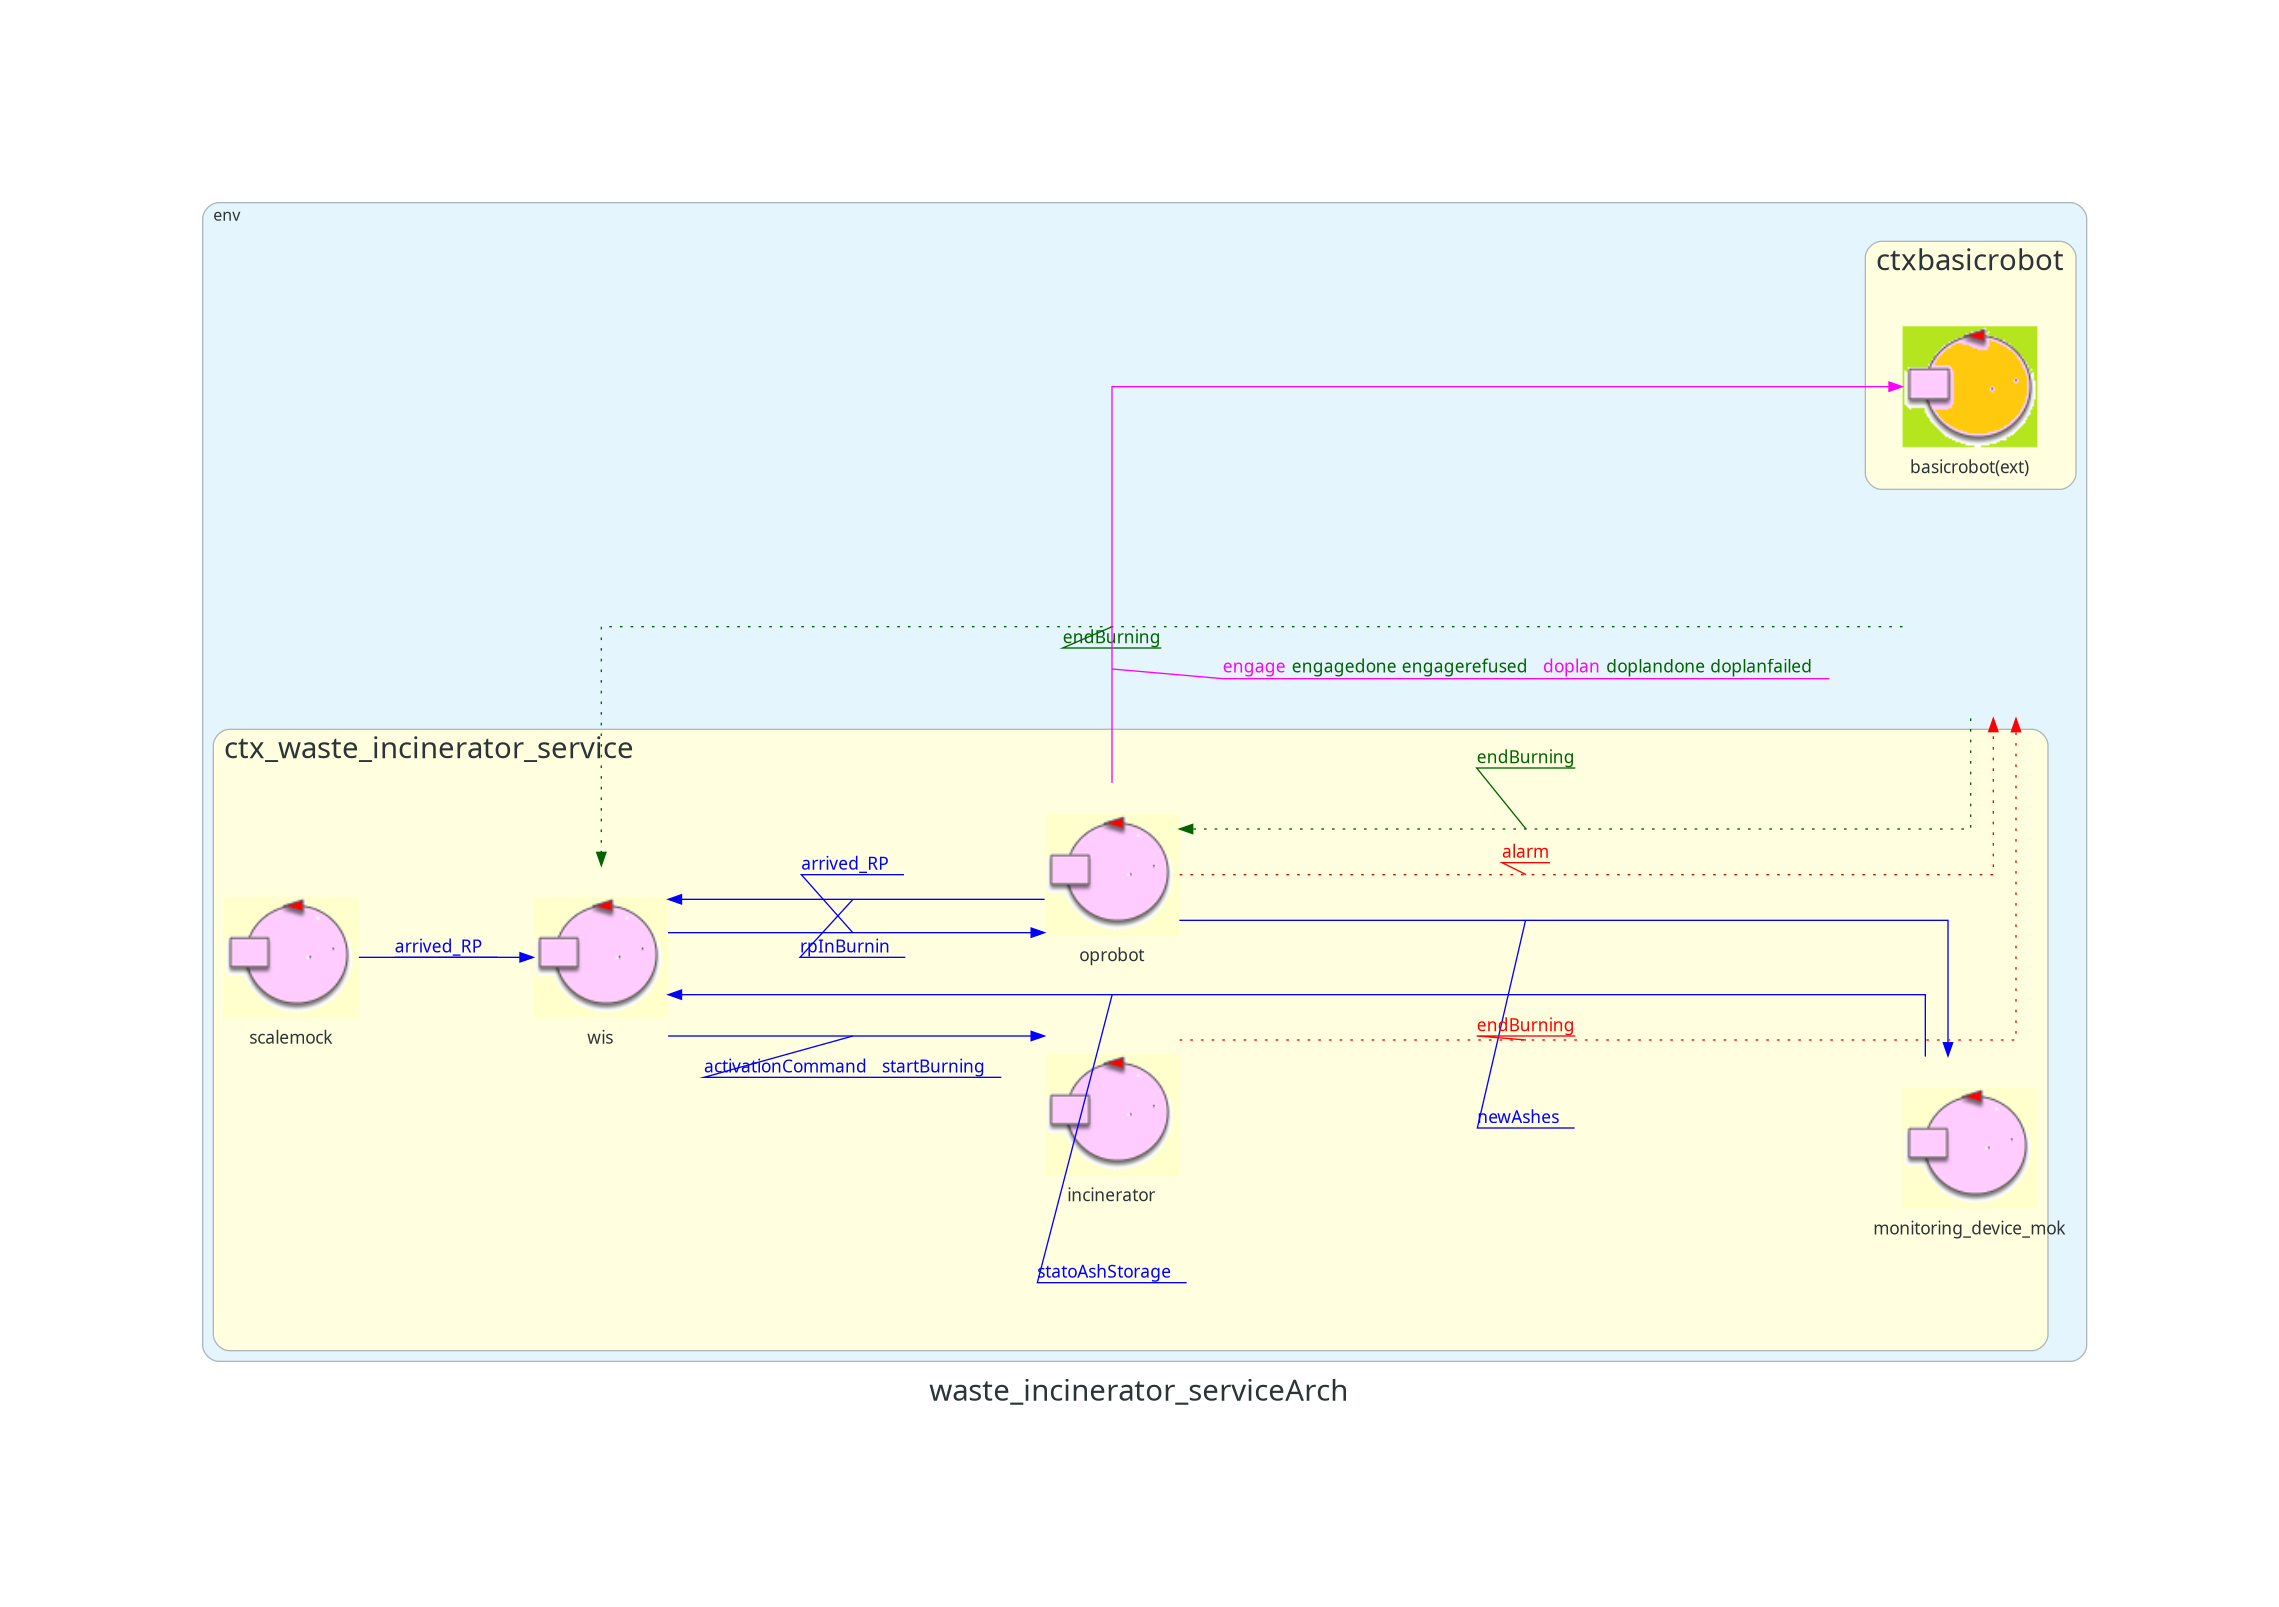 env
ctxbasicrobot
basicrobot(ext)
endBurning
engage engagedone engagerefused doplan doplandone doplanfailed
ctx_waste_incinerator_service
endBurning
alarm
arrived_RP
arrived_RP
rpInBurnin
oprobot
scalemock
wis
endBurning
activationCommand startBurning
newAshes
incinerator
monitoring_device_mok
statoAshStorage
waste_incinerator_serviceArch